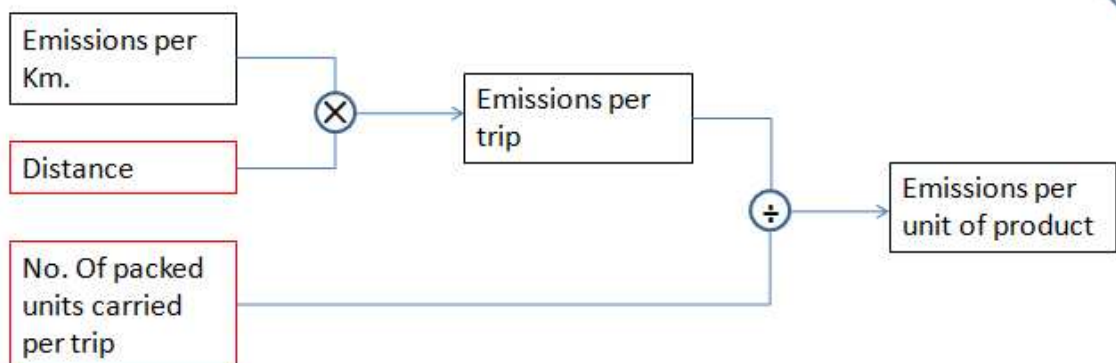 Emissions per
Km.
Distance
No. Of packed
units carried
per trip
×
Emissions per
trip
÷
Emissions per
unit of product